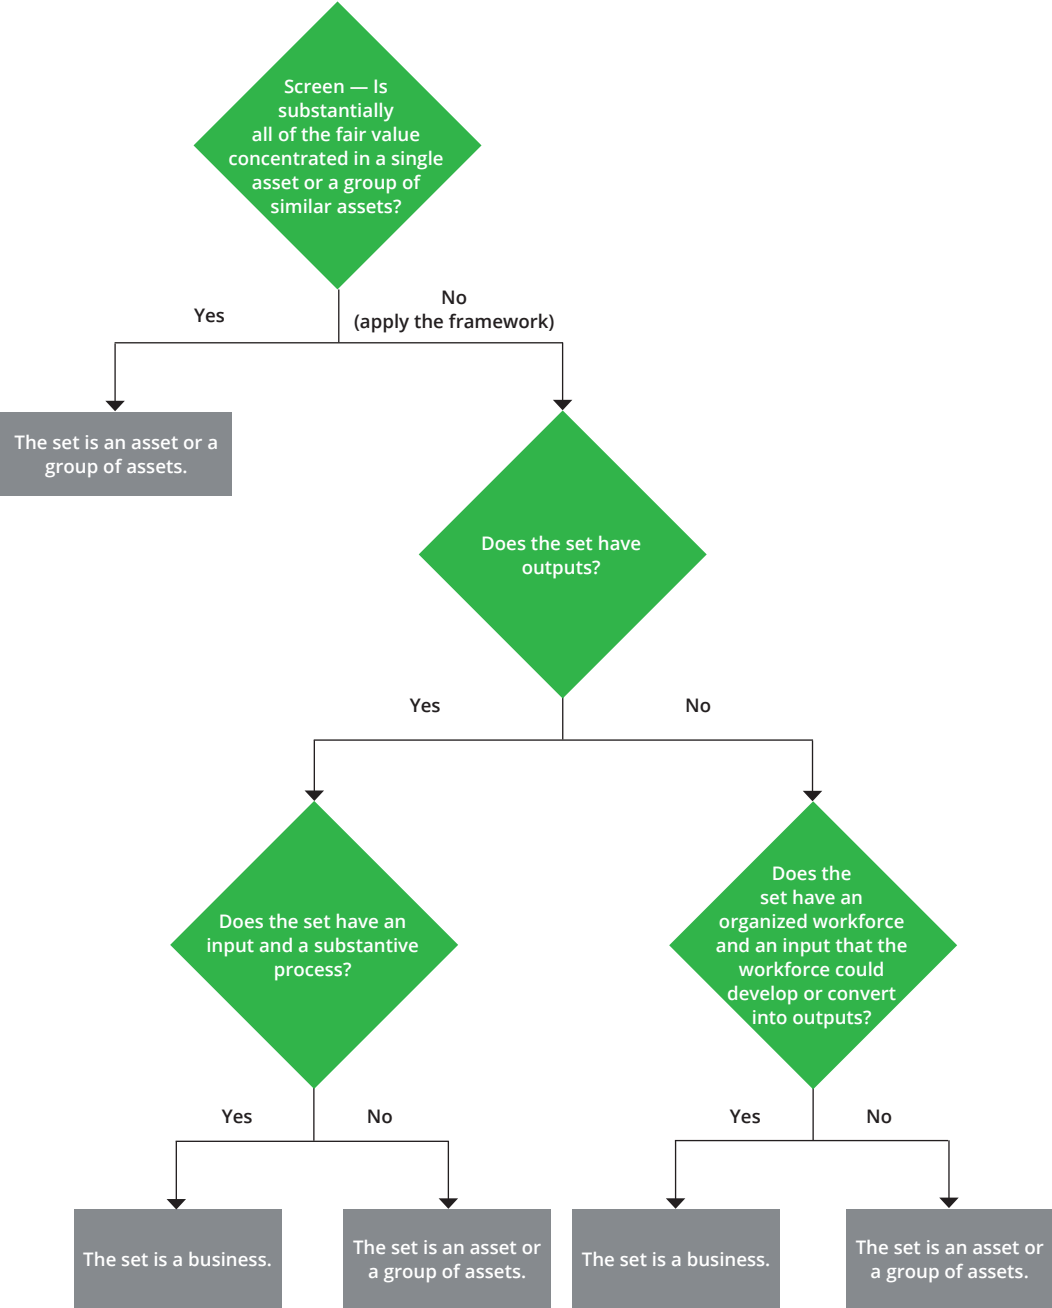 Screen — Is
substantially
all of the fair value
concentrated in a single
asset or a group of
similar assets?
Yes
No
(apply the framework)
The set is an asset or a
group of assets.
Does the set have
outputs?
Yes
No
Does the set have an
input and a substantive
process?
Does the
set have an
organized workforce
and an input that the
workforce could
develop or convert
into outputs?
Yes
No
Yes
No
The set is a business.
The set is an asset or
a group of assets.
The set is a business.
The set is an asset or
a group of assets.